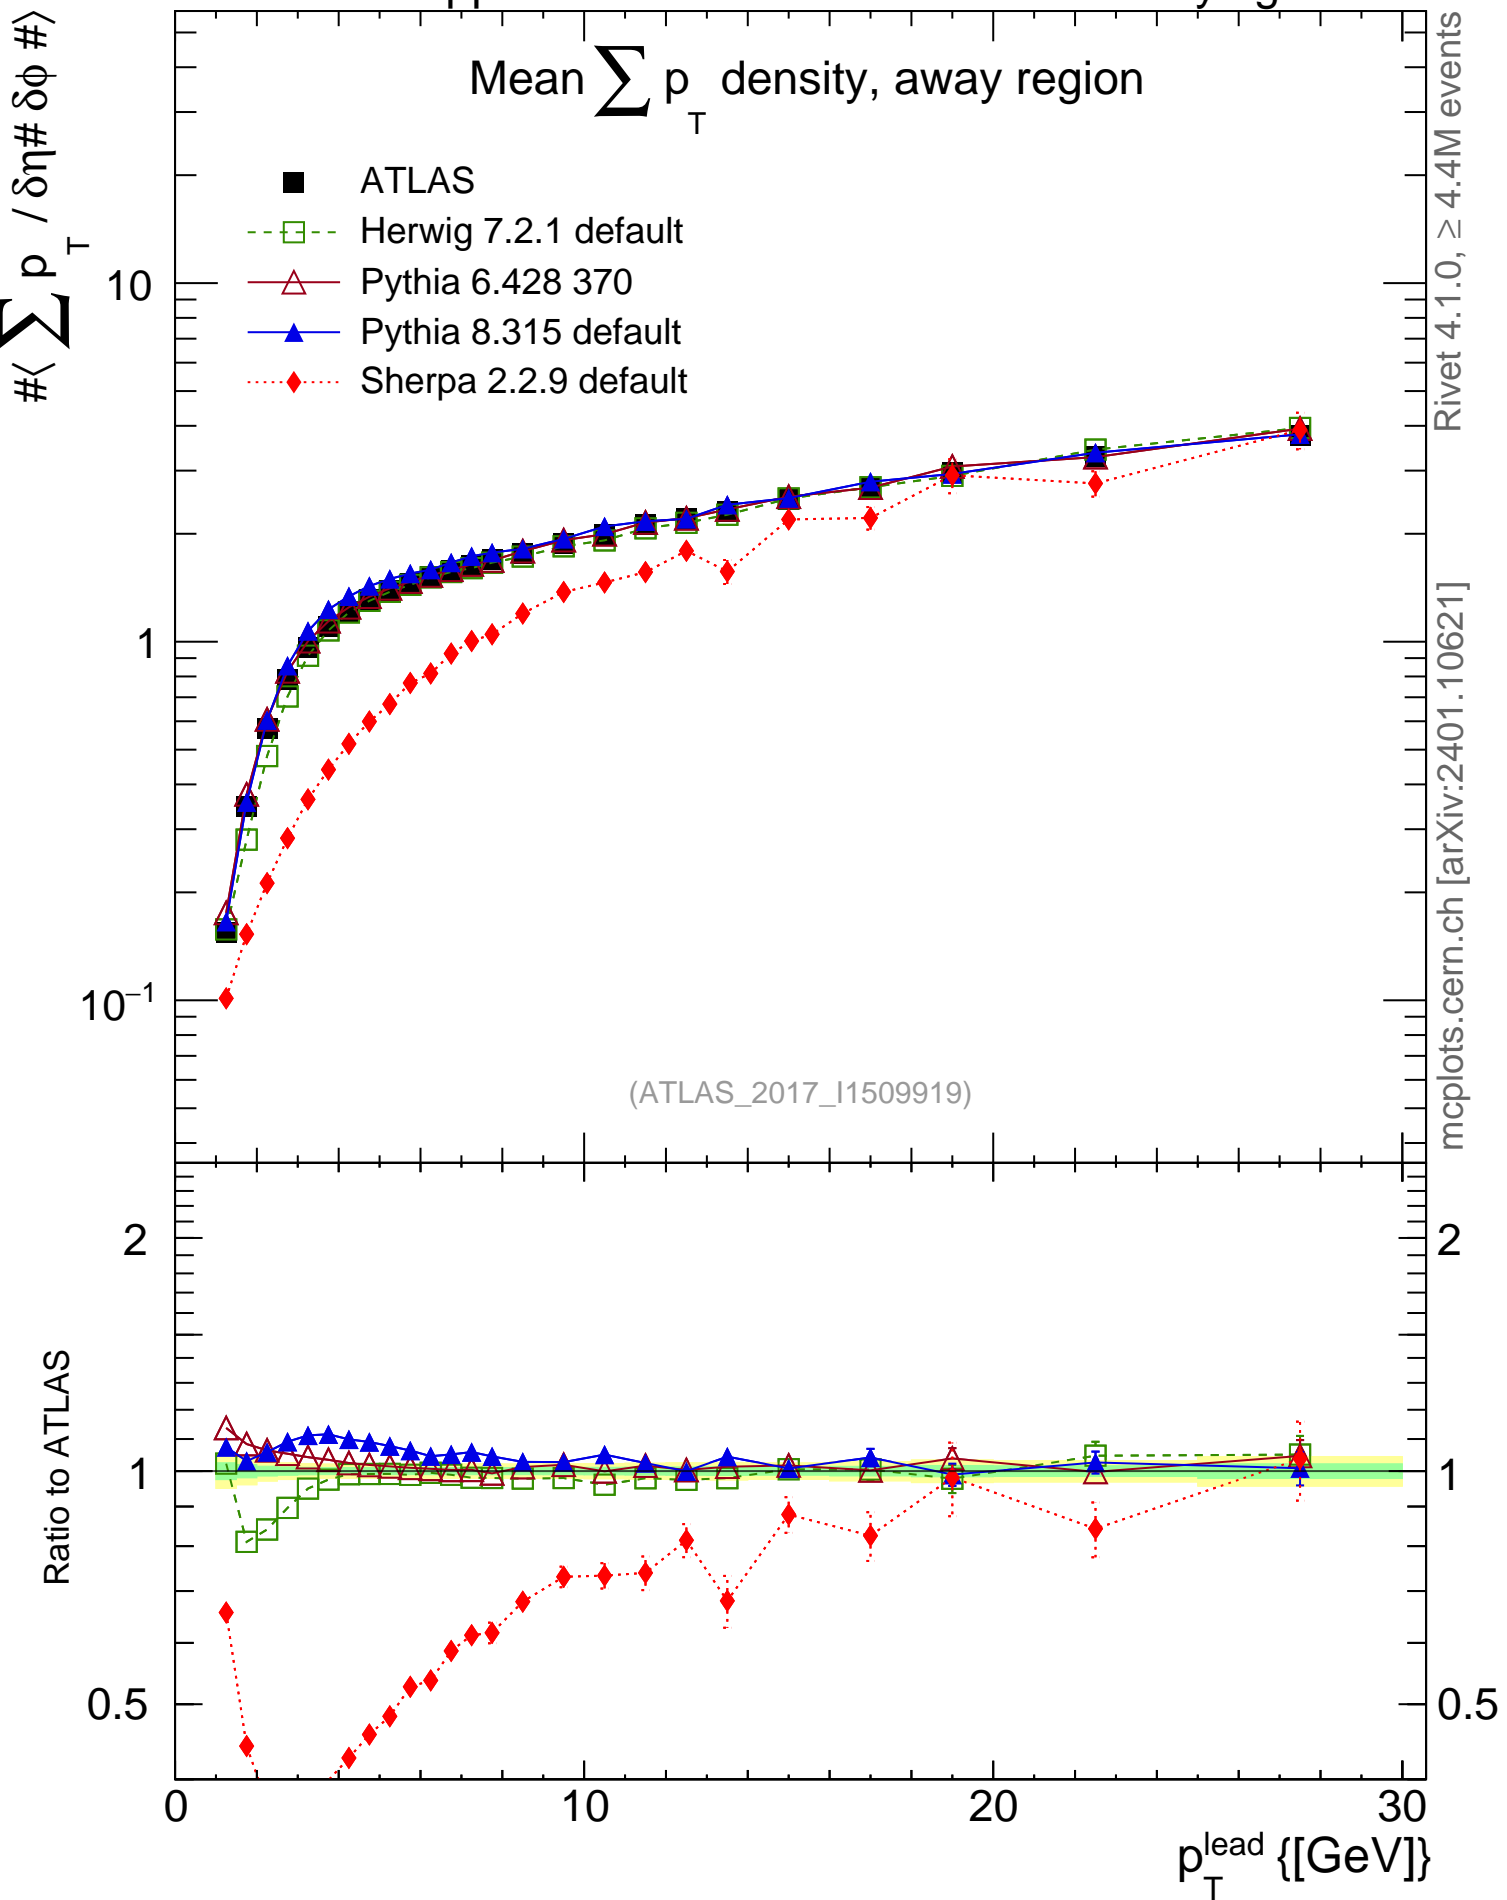 Mean ∑ p_T density, away region
#⟨ ∑ p_T / δη# δϕ #⟩
ATLAS
Herwig 7.2.1 default
Pythia 6.428 370
Pythia 8.315 default
Sherpa 2.2.9 default
10
1
10⁻¹
(ATLAS_2017_I1509919)
Rivet 4.1.0, ≥ 4.4M events
mcplots.cern.ch [arXiv:2401.10621]
Ratio to ATLAS
2
1
0.5
2
1
0.5
0
10
20
30
p_T^lead {[GeV]}